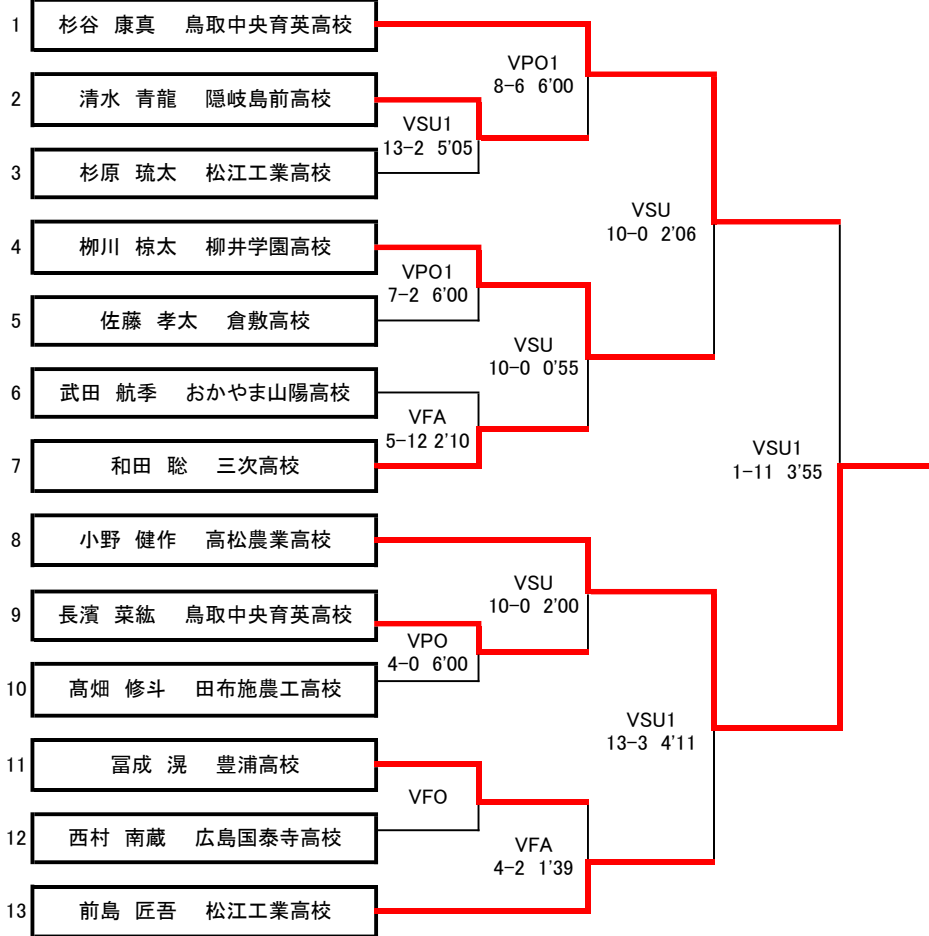 1 杉谷 康真 鳥取中央育英高校
VPO1
8-6 6'00
2 清水 青龍 隠岐島前高校
VSU1
13-2 5'05
3 杉原 琉太 松江工業高校
VSU
10-0 2'06
4 栁川 椋太 柳井学園高校
VPO1
7-2 6'00
5 佐藤 孝太 倉敷高校
VSU
10-0 0'55
6 武田 航季 おかやま山陽高校
VFA
5-12 2'10
7 和田 聡 三次高校
VSU1
1-11 3'55
8 小野 健作 高松農業高校
VSU
10-0 2'00
9 長濱 菜紘 鳥取中央育英高校
VPO
4-0 6'00
10 髙畑 修斗 田布施農工高校
VSU1
13-3 4'11
11 冨成 滉 豊浦高校
VFO
12 西村 南蔵 広島国泰寺高校
VFA
4-2 1'39
13 前島 匠吾 松江工業高校